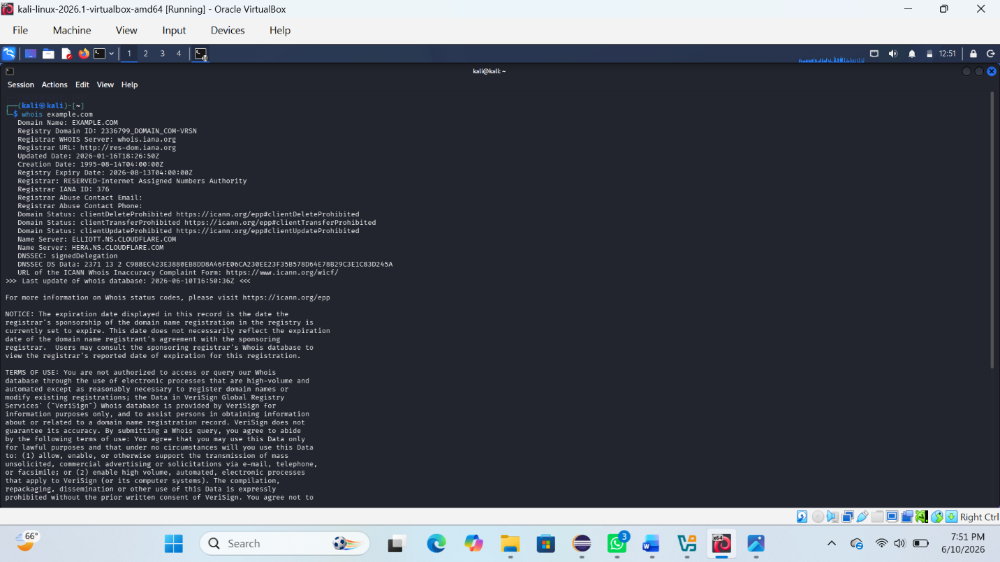 kali-linux-2026.1-virtualbox-amd64 [Running] - Oracle VirtualBox
File Machine View Input Devices Help
1 2 3 4 12:51
kali@kali: ~
Session Actions Edit View Help
┌──(kali㉿kali)-[~]
└─$ whois example.com
Domain Name: EXAMPLE.COM
Registry Domain ID: 2336799_DOMAIN_COM-VRSN
Registrar WHOIS Server: whois.iana.org
Registrar URL: http://res-dom.iana.org
Updated Date: 2026-01-16T18:26:50Z
Creation Date: 1995-08-14T04:00:00Z
Registry Expiry Date: 2026-08-13T04:00:00Z
Registrar: RESERVED-Internet Assigned Numbers Authority
Registrar IANA ID: 376
Registrar Abuse Contact Email:
Registrar Abuse Contact Phone:
Domain Status: clientDeleteProhibited https://icann.org/epp#clientDeleteProhibited
Domain Status: clientTransferProhibited https://icann.org/epp#clientTransferProhibited
Domain Status: clientUpdateProhibited https://icann.org/epp#clientUpdateProhibited
Name Server: ELLIOTT.NS.CLOUDFLARE.COM
Name Server: HERA.NS.CLOUDFLARE.COM
DNSSEC: signedDelegation
DNSSEC DS Data: 2371 13 2 C988EC423E3880EB8DD8A46FE06CA230EE23F35B578D64E78B29C3E1C83D245A
URL of the ICANN Whois Inaccuracy Complaint Form: https://www.icann.org/wicf/
>>> Last update of whois database: 2026-06-10T16:50:36Z <<<
For more information on Whois status codes, please visit https://icann.org/epp
NOTICE: The expiration date displayed in this record is the date the
registrar's sponsorship of the domain name registration in the registry is
currently set to expire. This date does not necessarily reflect the expiration
date of the domain name registrant's agreement with the sponsoring
registrar. Users may consult the sponsoring registrar's Whois database to
view the registrar's reported date of expiration for this registration.
TERMS OF USE: You are not authorized to access or query our Whois
database through the use of electronic processes that are high-volume and
automated except as reasonably necessary to register domain names or
modify existing registrations; the Data in VeriSign Global Registry
Services' ("VeriSign") Whois database is provided by VeriSign for
information purposes only, and to assist persons in obtaining information
about or related to a domain name registration record. VeriSign does not
guarantee its accuracy. By submitting a Whois query, you agree to abide
by the following terms of use: You agree that you may use this Data only
for lawful purposes and that under no circumstances will you use this Data
to: (1) allow, enable, or otherwise support the transmission of mass
unsolicited, commercial advertising or solicitations via e-mail, telephone,
or facsimile; or (2) enable high volume, automated, electronic processes
that apply to VeriSign (or its computer systems). The compilation,
repackaging, dissemination or other use of this Data is expressly
prohibited without the prior written consent of VeriSign. You agree not to
Right Ctrl
66°
Search
3
7:51 PM
6/10/2026